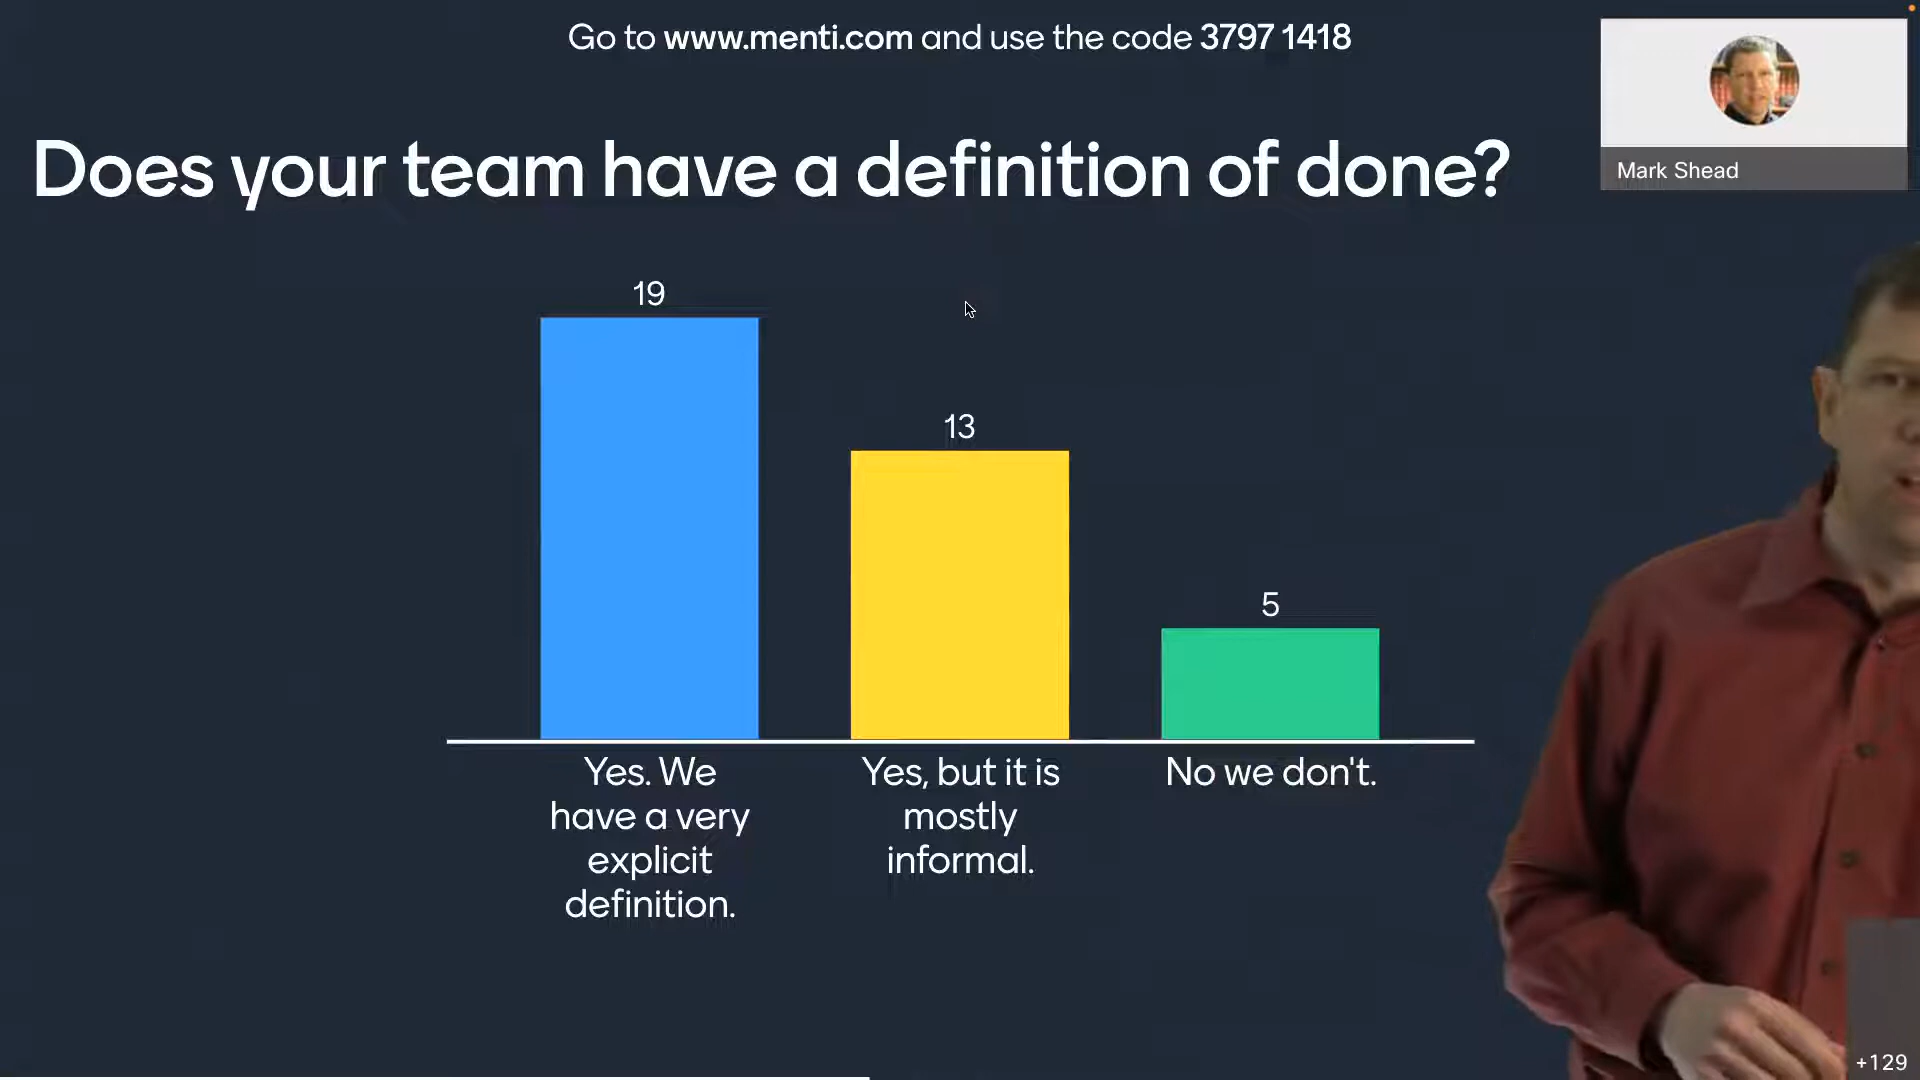 Go to www.menti.com and use the code 3797 1418
Mark Shead
Does your team have a definition of done?
19
13
5
Yes. We
have a very
explicit
definition.
Yes, but it is
mostly
informal.
No we don't.
+129